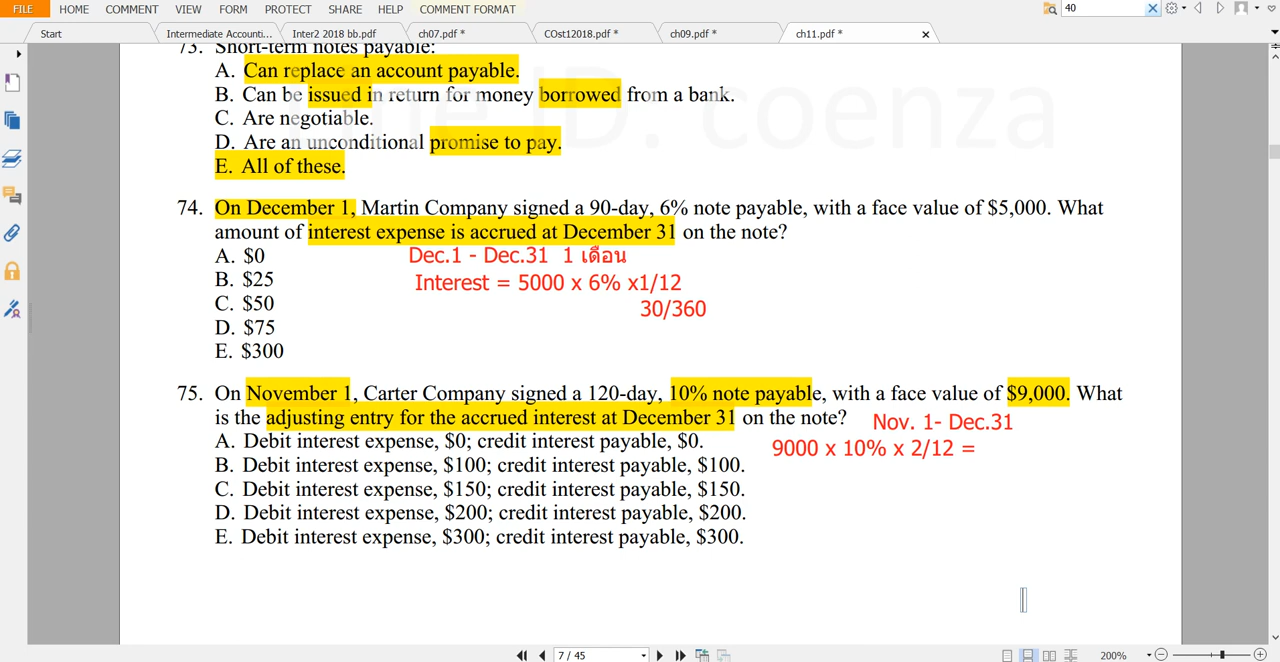 FILE HOME COMMENT VIEW FORM PROTECT SHARE HELP COMMENT FORMAT 40
Start Intermediate Accounti... Inter2 2018 bb.pdf ch07.pdf * COst12018.pdf * ch09.pdf * ch11.pdf *
73. Short-term notes payable:
A. Can replace an account payable.
B. Can be issued in return for money borrowed from a bank.
C. Are negotiable.
D. Are an unconditional promise to pay.
E. All of these.
74. On December 1, Martin Company signed a 90-day, 6% note payable, with a face value of $5,000. What
amount of interest expense is accrued at December 31 on the note?
A. $0
Dec.1 - Dec.31 1 เดือน
B. $25
Interest = 5000 x 6% x1/12
C. $50
30/360
D. $75
E. $300
75. On November 1, Carter Company signed a 120-day, 10% note payable, with a face value of $9,000. What
is the adjusting entry for the accrued interest at December 31 on the note?
Nov. 1- Dec.31
A. Debit interest expense, $0; credit interest payable, $0.
9000 x 10% x 2/12 =
B. Debit interest expense, $100; credit interest payable, $100.
C. Debit interest expense, $150; credit interest payable, $150.
D. Debit interest expense, $200; credit interest payable, $200.
E. Debit interest expense, $300; credit interest payable, $300.
7 / 45
200%
ID. coenza